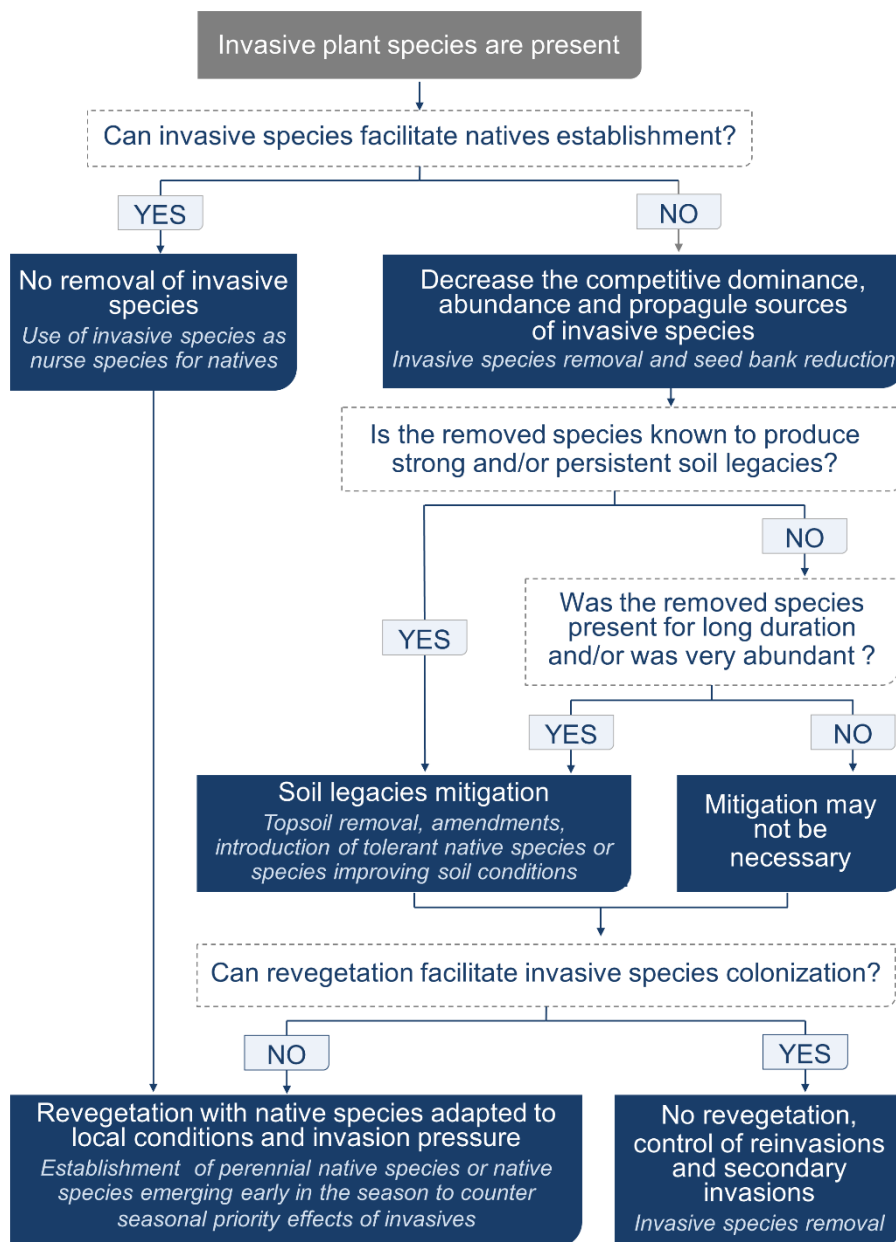 Invasive plant species are present
Can invasive species facilitate natives establishment?
YES
NO
No removal of invasive
species
Use of invasive species as
nurse species for natives
Decrease the competitive dominance,
abundance and propagule sources
of invasive species
Invasive species removal and seed bank reduction
Is the removed species known to produce
strong and/or persistent soil legacies?
NO
Was the removed species
present for long duration
and/or was very abundant ?
YES
YES
NO
Soil legacies mitigation
Topsoil removal, amendments,
introduction of tolerant native species or
species improving soil conditions
Mitigation may
not be
necessary
Can revegetation facilitate invasive species colonization?
NO
YES
Revegetation with native species adapted to
local conditions and invasion pressure
Establishment of perennial native species or native
species emerging early in the season to counter
seasonal priority effects of invasives
No revegetation,
control of reinvasions
and secondary
invasions
Invasive species removal